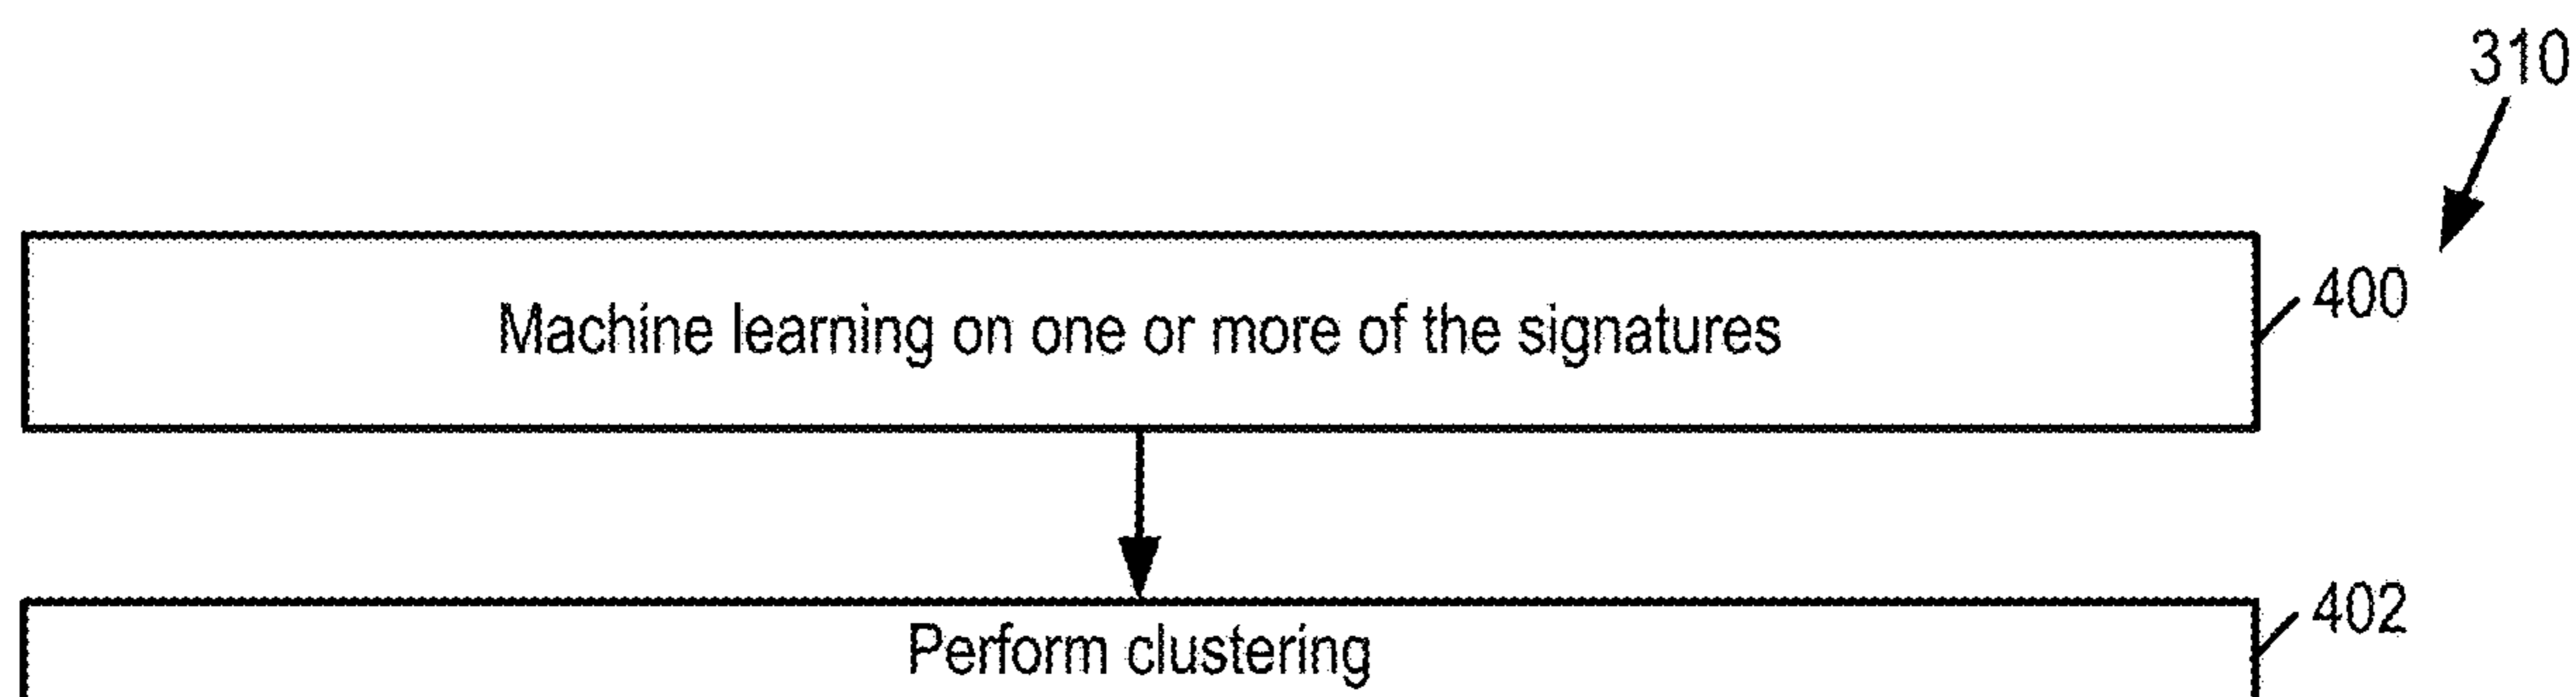 310
400
Machine learning on one or more of the signatures
402
Perform clustering